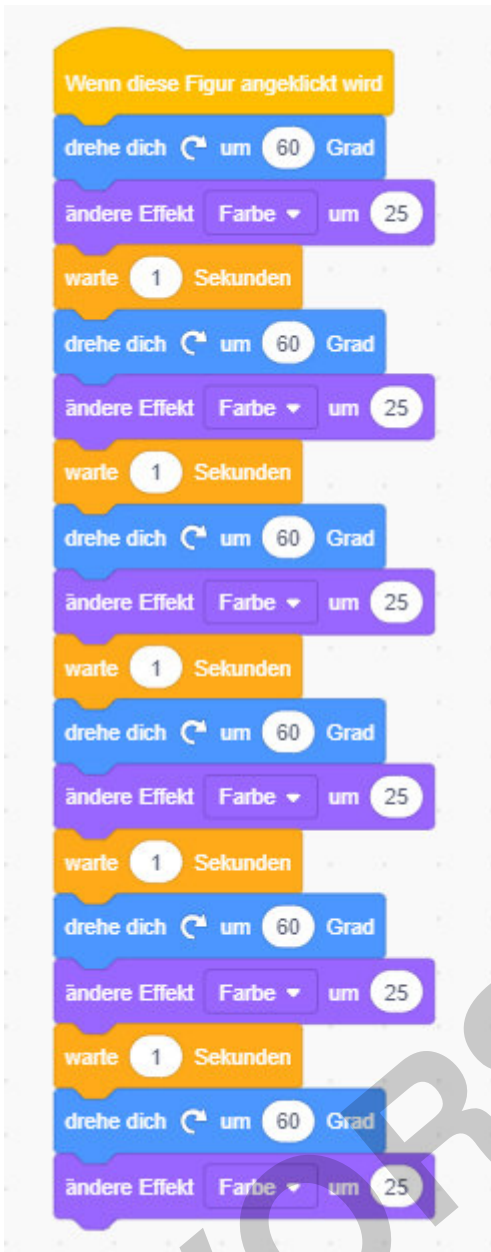 Wenn diese Figur angeklickt wird
drehe dich um 60 Grad
ändere Effekt Farbe um 25
warte 1 Sekunden
drehe dich um 60 Grad
ändere Effekt Farbe um 25
warte 1 Sekunden
drehe dich um 60 Grad
ändere Effekt Farbe um 25
warte 1 Sekunden
drehe dich um 60 Grad
ändere Effekt Farbe um 25
warte 1 Sekunden
drehe dich um 60 Grad
ändere Effekt Farbe um 25
warte 1 Sekunden
drehe dich um 60 Grad
ändere Effekt Farbe um 25